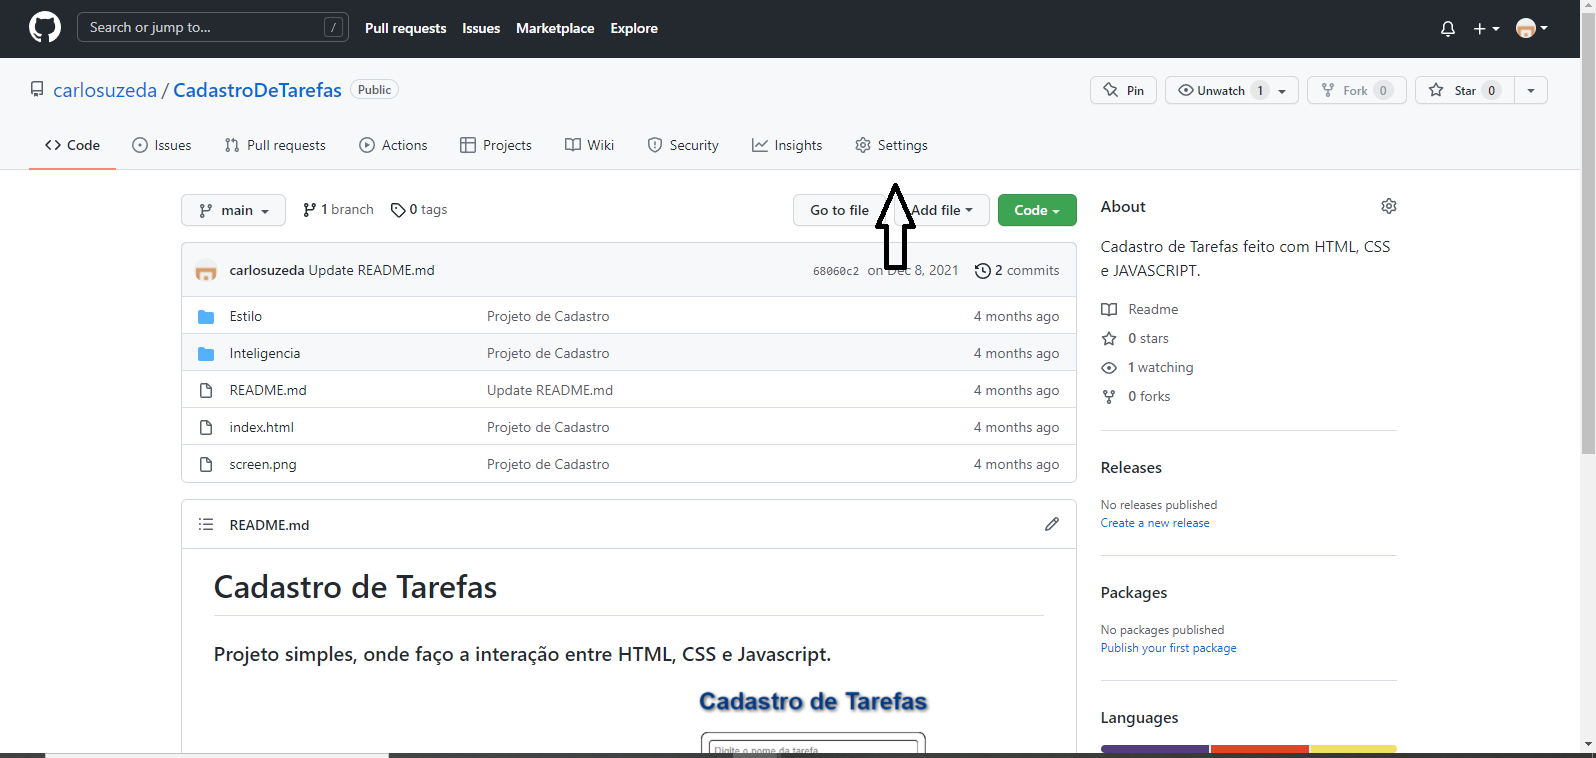 Search or jump to... /
Pull requests Issues Marketplace Explore
carlosuzeda / CadastroDeTarefas Public
Pin Unwatch 1 Fork 0 Star 0
Code Issues Pull requests Actions Projects Wiki Security Insights Settings
main 1 branch 0 tags Go to file Add file Code
carlosuzeda Update README.md 68060c2 on Dec 8, 2021 2 commits
Estilo Projeto de Cadastro 4 months ago
Inteligencia Projeto de Cadastro 4 months ago
README.md Update README.md 4 months ago
index.html Projeto de Cadastro 4 months ago
screen.png Projeto de Cadastro 4 months ago
README.md
Cadastro de Tarefas
Projeto simples, onde faço a interação entre HTML, CSS e Javascript.
Cadastro de Tarefas
Digite o nome da tarefa
About
Cadastro de Tarefas feito com HTML, CSS
e JAVASCRIPT.
Readme
0 stars
1 watching
0 forks
Releases
No releases published
Create a new release
Packages
No packages published
Publish your first package
Languages